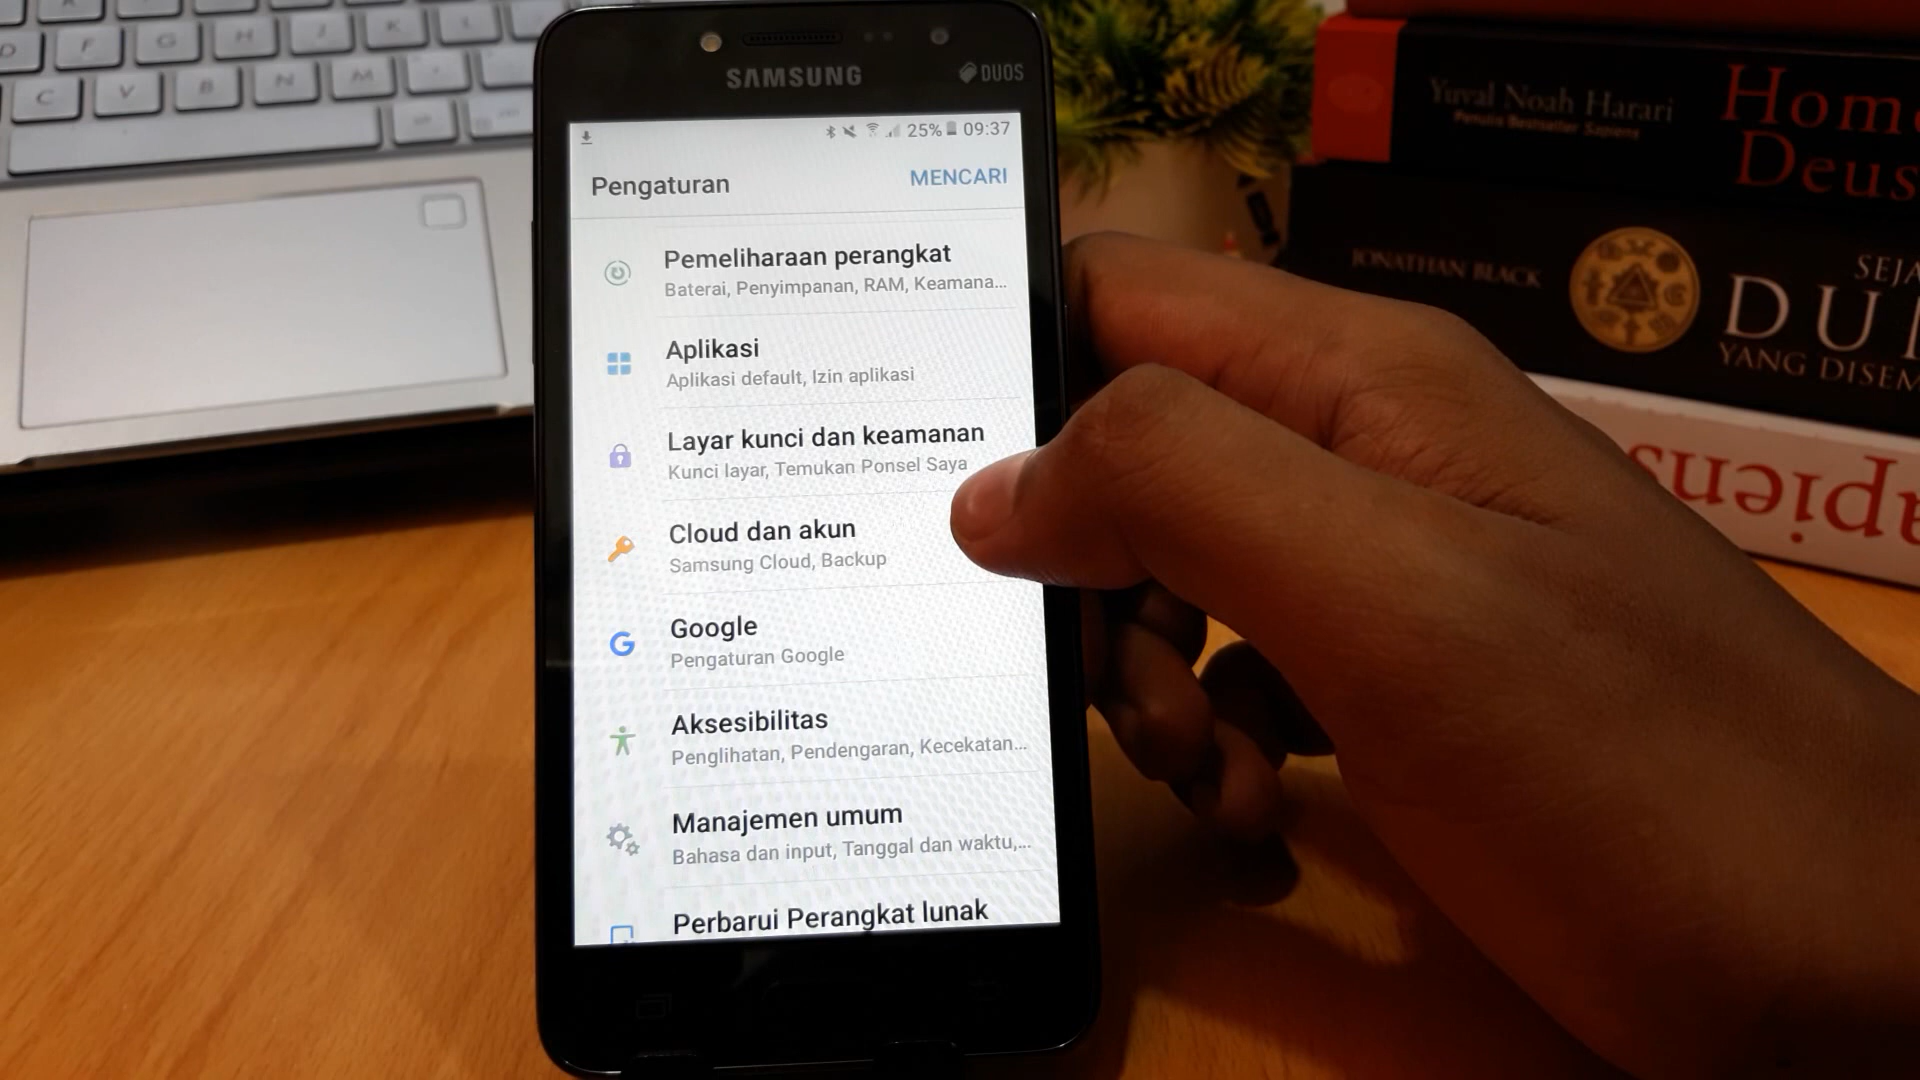 D F G H J K L
C V B N M
SAMSUNG
DUOS
25% 09:37
Pengaturan
MENCARI
Pemeliharaan perangkat
Baterai, Penyimpanan, RAM, Keamana...
Aplikasi
Aplikasi default, Izin aplikasi
Layar kunci dan keamanan
Kunci layar, Temukan Ponsel Saya
Cloud dan akun
Samsung Cloud, Backup
Google
Pengaturan Google
Aksesibilitas
Penglihatan, Pendengaran, Kecekatan...
Manajemen umum
Bahasa dan input, Tanggal dan waktu,...
Perbarui Perangkat lunak
Yuval Noah Harari
Penulis Bestseller Sapiens
Homo
Deus
JONATHAN BLACK
SEJA
DU
YANG DISEM
apiens